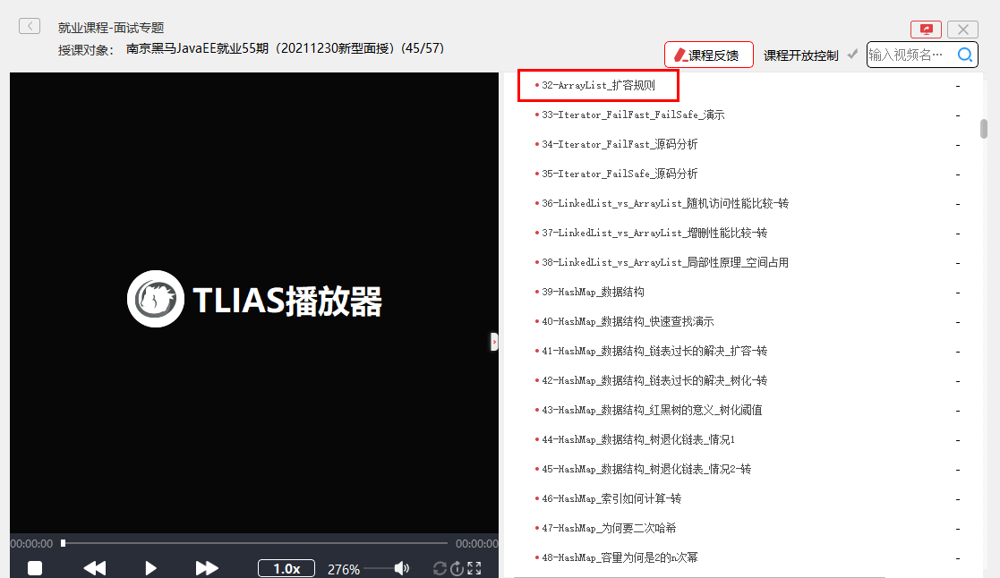 就业课程-面试专题
授课对象： 南京黑马JavaEE就业55期（20211230新型面授）(45/57)
课程反馈
课程开放控制
输入视频名···
TLIAS播放器
32-ArrayList_扩容规则
33-Iterator_FailFast_FailSafe_演示
34-Iterator_FailFast_源码分析
35-Iterator_FailSafe_源码分析
36-LinkedList_vs_ArrayList_随机访问性能比较-转
37-LinkedList_vs_ArrayList_增删性能比较-转
38-LinkedList_vs_ArrayList_局部性原理_空间占用
39-HashMap_数据结构
40-HashMap_数据结构_快速查找演示
41-HashMap_数据结构_链表过长的解决_扩容-转
42-HashMap_数据结构_链表过长的解决_树化-转
43-HashMap_数据结构_红黑树的意义_树化阈值
44-HashMap_数据结构_树退化链表_情况1
45-HashMap_数据结构_树退化链表_情况2-转
46-HashMap_索引如何计算-转
47-HashMap_为何要二次哈希
48-HashMap_容量为何是2的n次幂
00:00:00
00:00:00
1.0x
276%